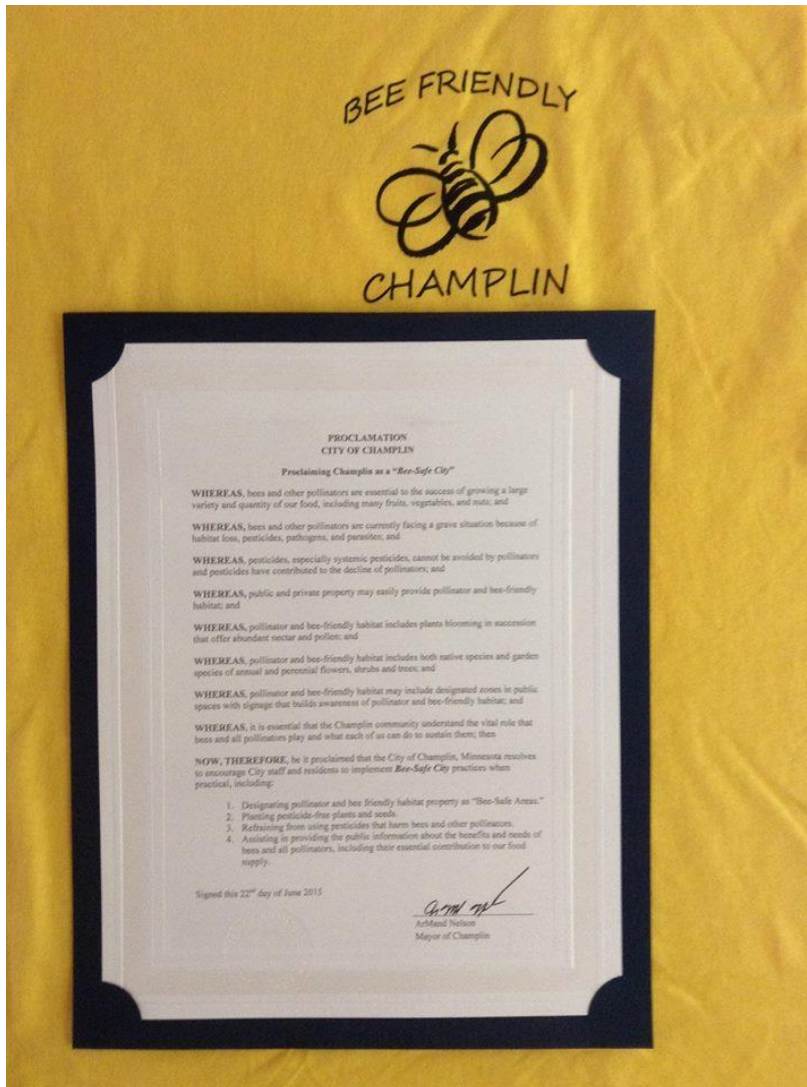 BEE FRIENDLY
CHAMPLIN
PROCLAMATION
CITY OF CHAMPLIN
Proclaiming Champlin as a "Bee-Safe City"
WHEREAS, bees and other pollinators are essential to the success of growing a large
variety and quantity of our food, including many fruits, vegetables, and nuts; and
WHEREAS, bees and other pollinators are currently facing a grave situation because of
habitat loss, pesticides, pathogens, and parasites; and
WHEREAS, pesticides, especially systemic pesticides, cannot be avoided by pollinators
and pesticides have contributed to the decline of pollinators; and
WHEREAS, public and private property may easily provide pollinator and bee-friendly
habitat; and
WHEREAS, pollinator and bee-friendly habitat includes plants blooming in succession
that offer abundant nectar and pollen; and
WHEREAS, pollinator and bee-friendly habitat includes both native species and garden
species of annual and perennial flowers, shrubs and trees; and
WHEREAS, pollinator and bee-friendly habitat may include designated zones in public
spaces with signage that builds awareness of pollinator and bee-friendly habitat; and
WHEREAS, it is essential that the Champlin community understand the vital role that
bees and all pollinators play and what each of us can do to sustain them; then
NOW, THEREFORE, be it proclaimed that the City of Champlin, Minnesota resolves
to encourage City staff and residents to implement Bee-Safe City practices when
practical, including:
1. Designating pollinator and bee friendly habitat property as "Bee-Safe Areas."
2. Planting pesticide-free plants and seeds.
3. Refraining from using pesticides that harm bees and other pollinators.
4. Assisting in providing the public information about the benefits and needs of
bees and all pollinators, including their essential contribution to our food
supply.
Signed this 22nd day of June 2015
ArMand Nelson
Mayor of Champlin